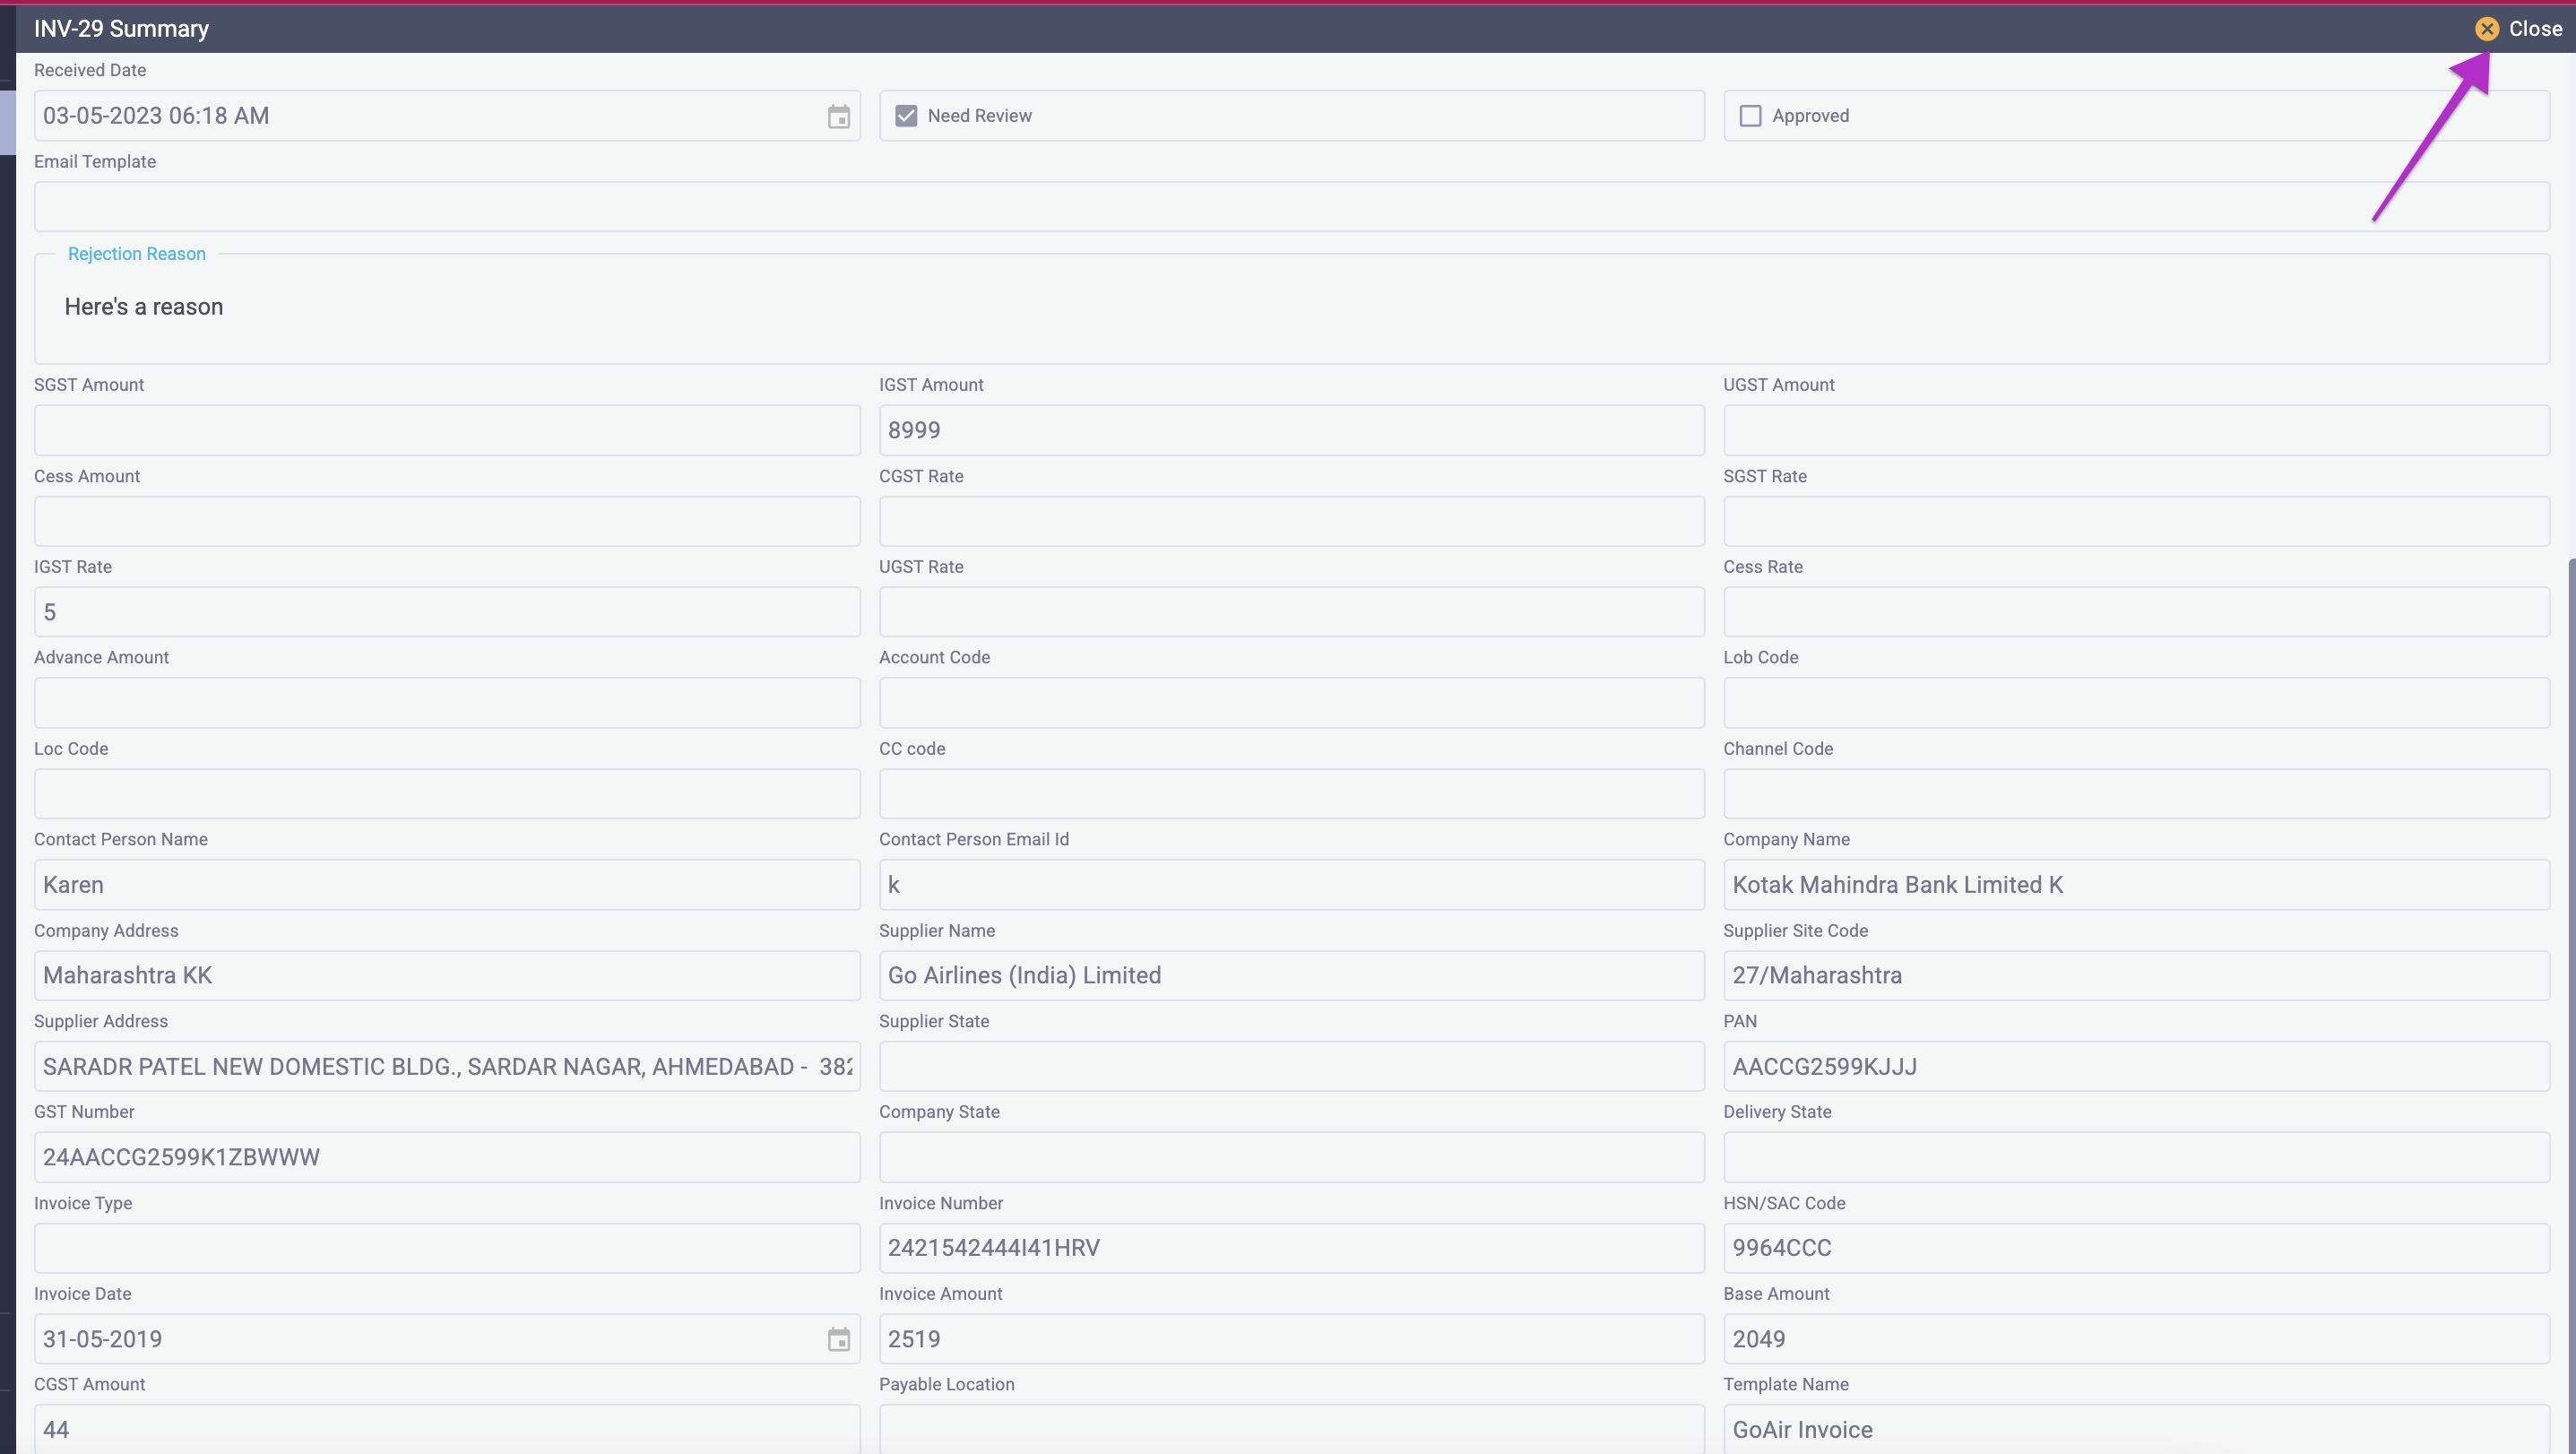 INV-29 Summary
Close
Received Date
03-05-2023 06:18 AM
Need Review
Approved
Email Template
Rejection Reason
Here's a reason
SGST Amount
IGST Amount
UGST Amount
8999
Cess Amount
CGST Rate
SGST Rate
IGST Rate
UGST Rate
Cess Rate
5
Advance Amount
Account Code
Lob Code
Loc Code
CC code
Channel Code
Contact Person Name
Contact Person Email Id
Company Name
Karen
k
Kotak Mahindra Bank Limited K
Company Address
Supplier Name
Supplier Site Code
Maharashtra KK
Go Airlines (India) Limited
27/Maharashtra
Supplier Address
Supplier State
PAN
SARADR PATEL NEW DOMESTIC BLDG., SARDAR NAGAR, AHMEDABAD - 382
AACCG2599KJJJ
GST Number
Company State
Delivery State
24AACCG2599K1ZBWWW
Invoice Type
Invoice Number
HSN/SAC Code
2421542444I41HRV
9964CCC
Invoice Date
Invoice Amount
Base Amount
31-05-2019
2519
2049
CGST Amount
Payable Location
Template Name
44
GoAir Invoice